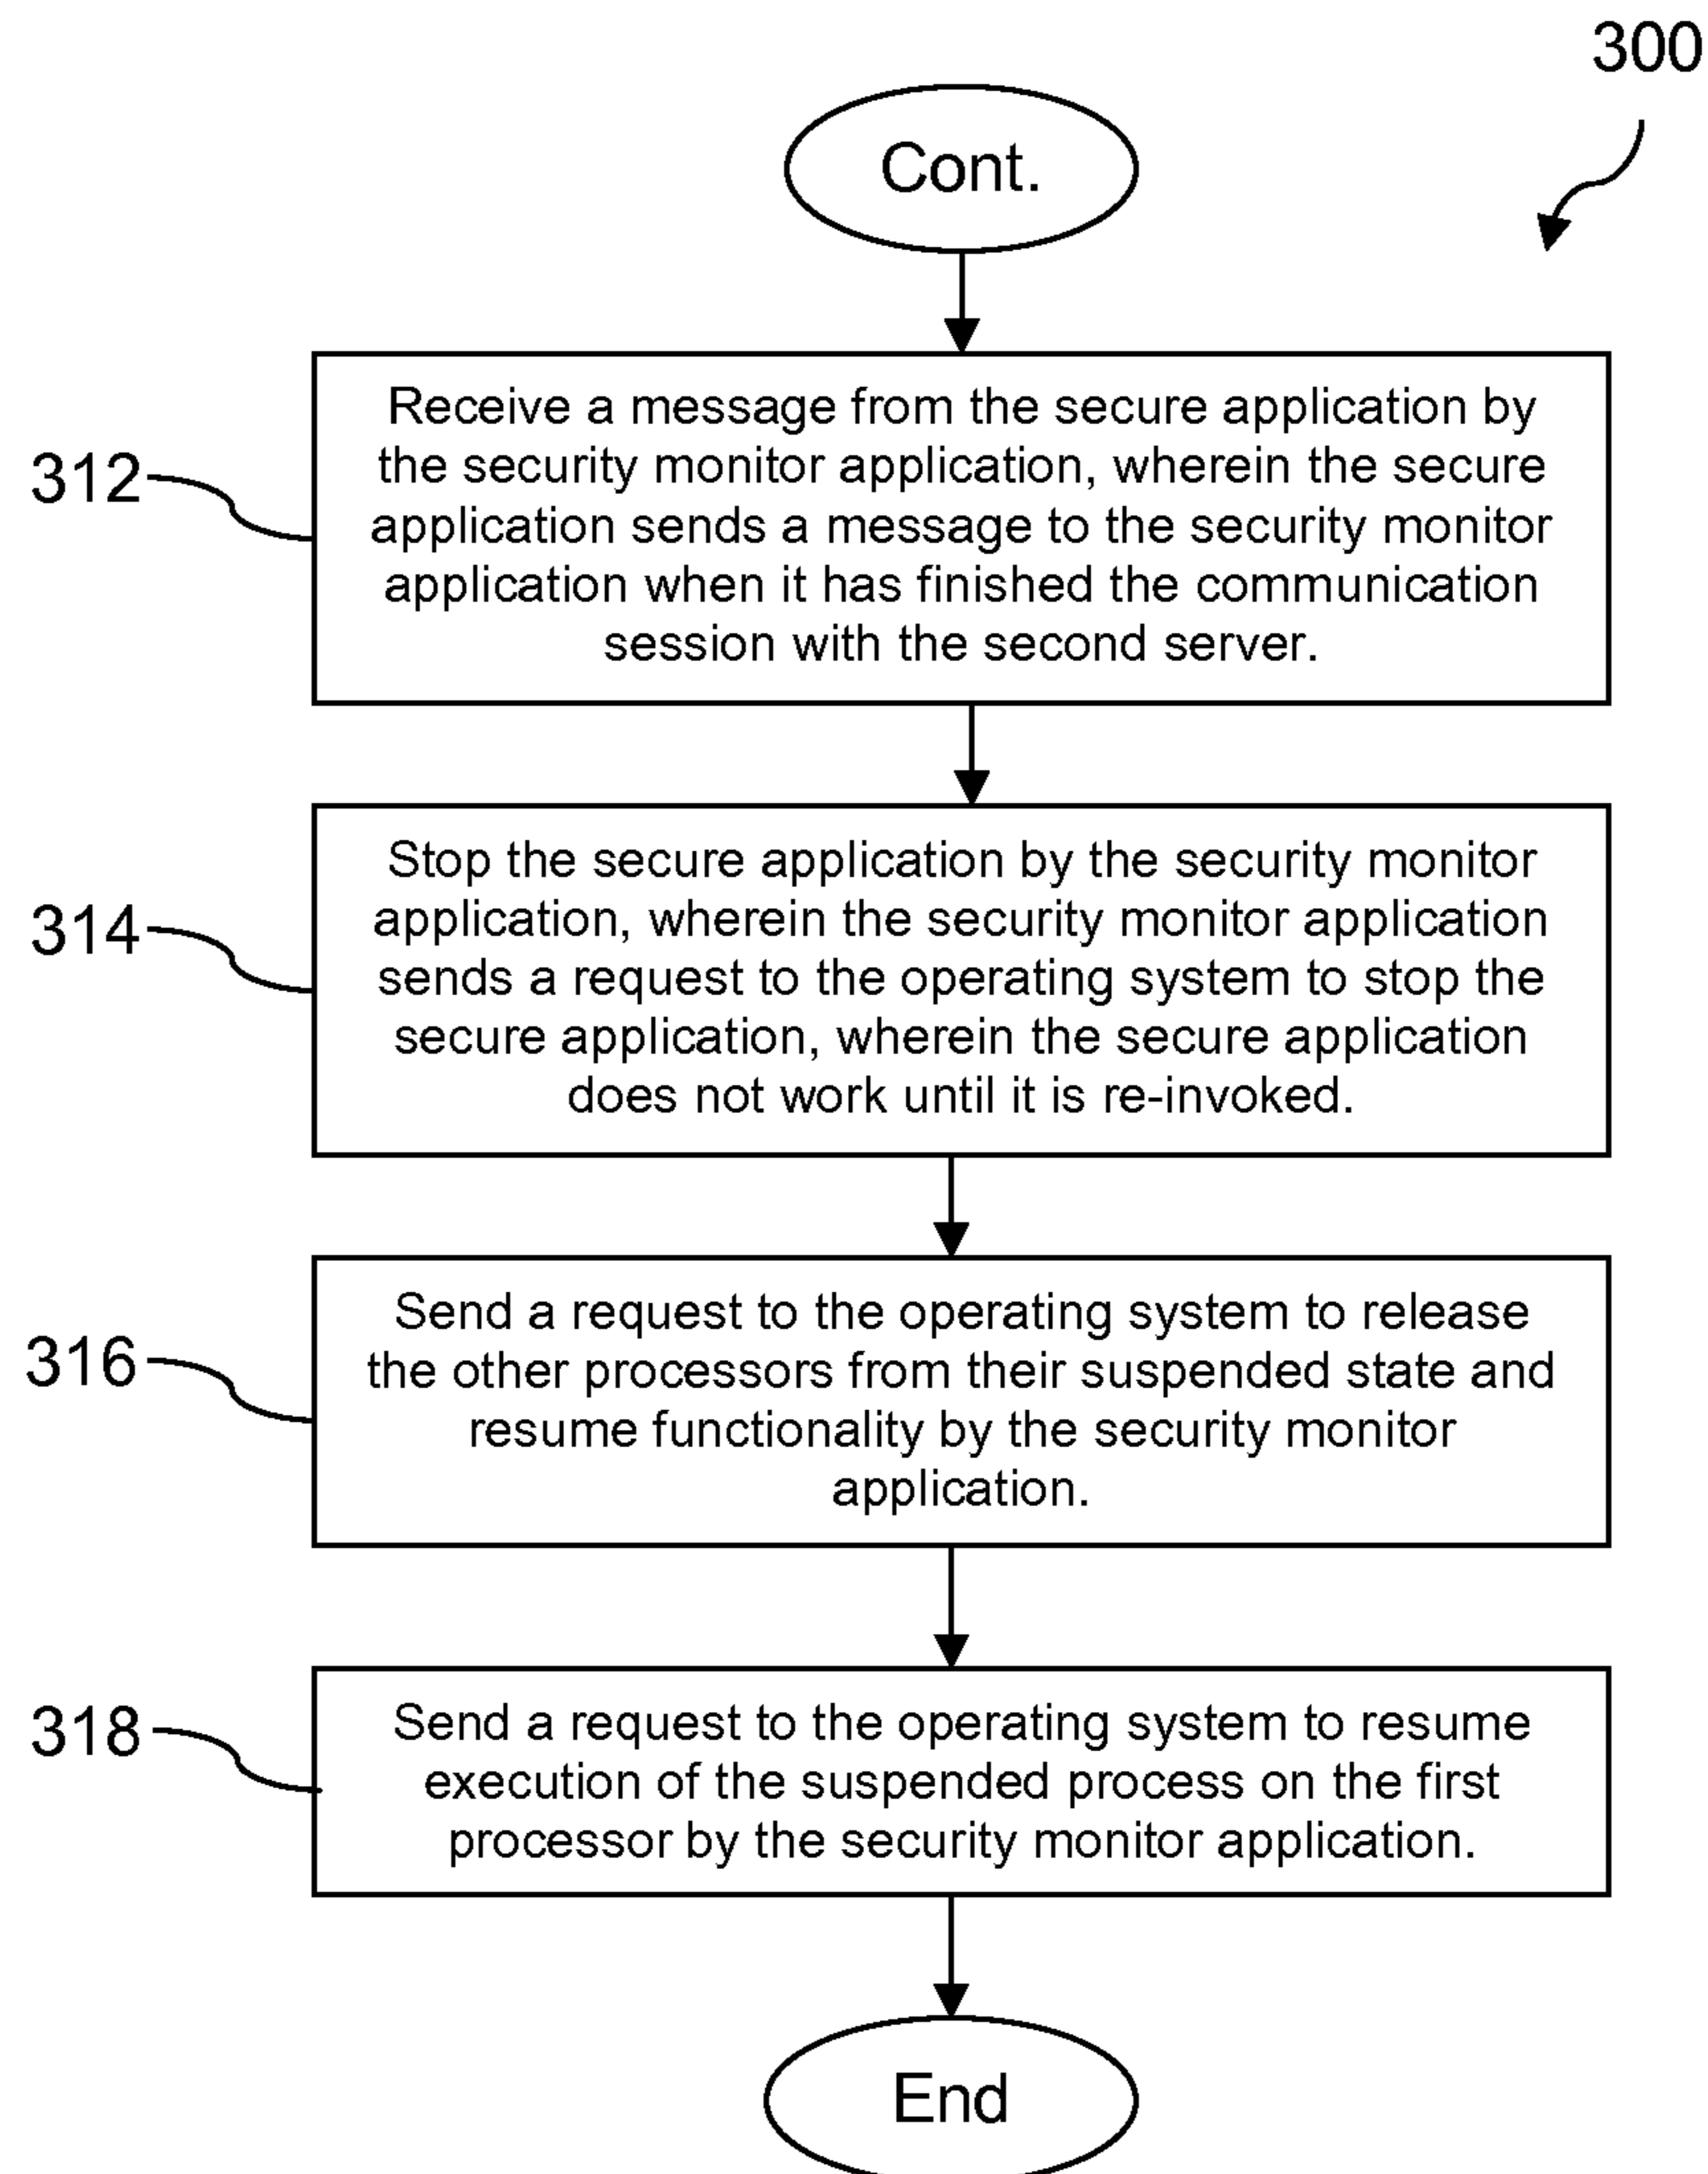 300
Cont.
312
Receive a message from the secure application by
the security monitor application, wherein the secure
application sends a message to the security monitor
application when it has finished the communication
session with the second server.
314
Stop the secure application by the security monitor
application, wherein the security monitor application
sends a request to the operating system to stop the
secure application, wherein the secure application
does not work until it is re-invoked.
316
Send a request to the operating system to release
the other processors from their suspended state and
resume functionality by the security monitor
application.
318
Send a request to the operating system to resume
execution of the suspended process on the first
processor by the security monitor application.
End